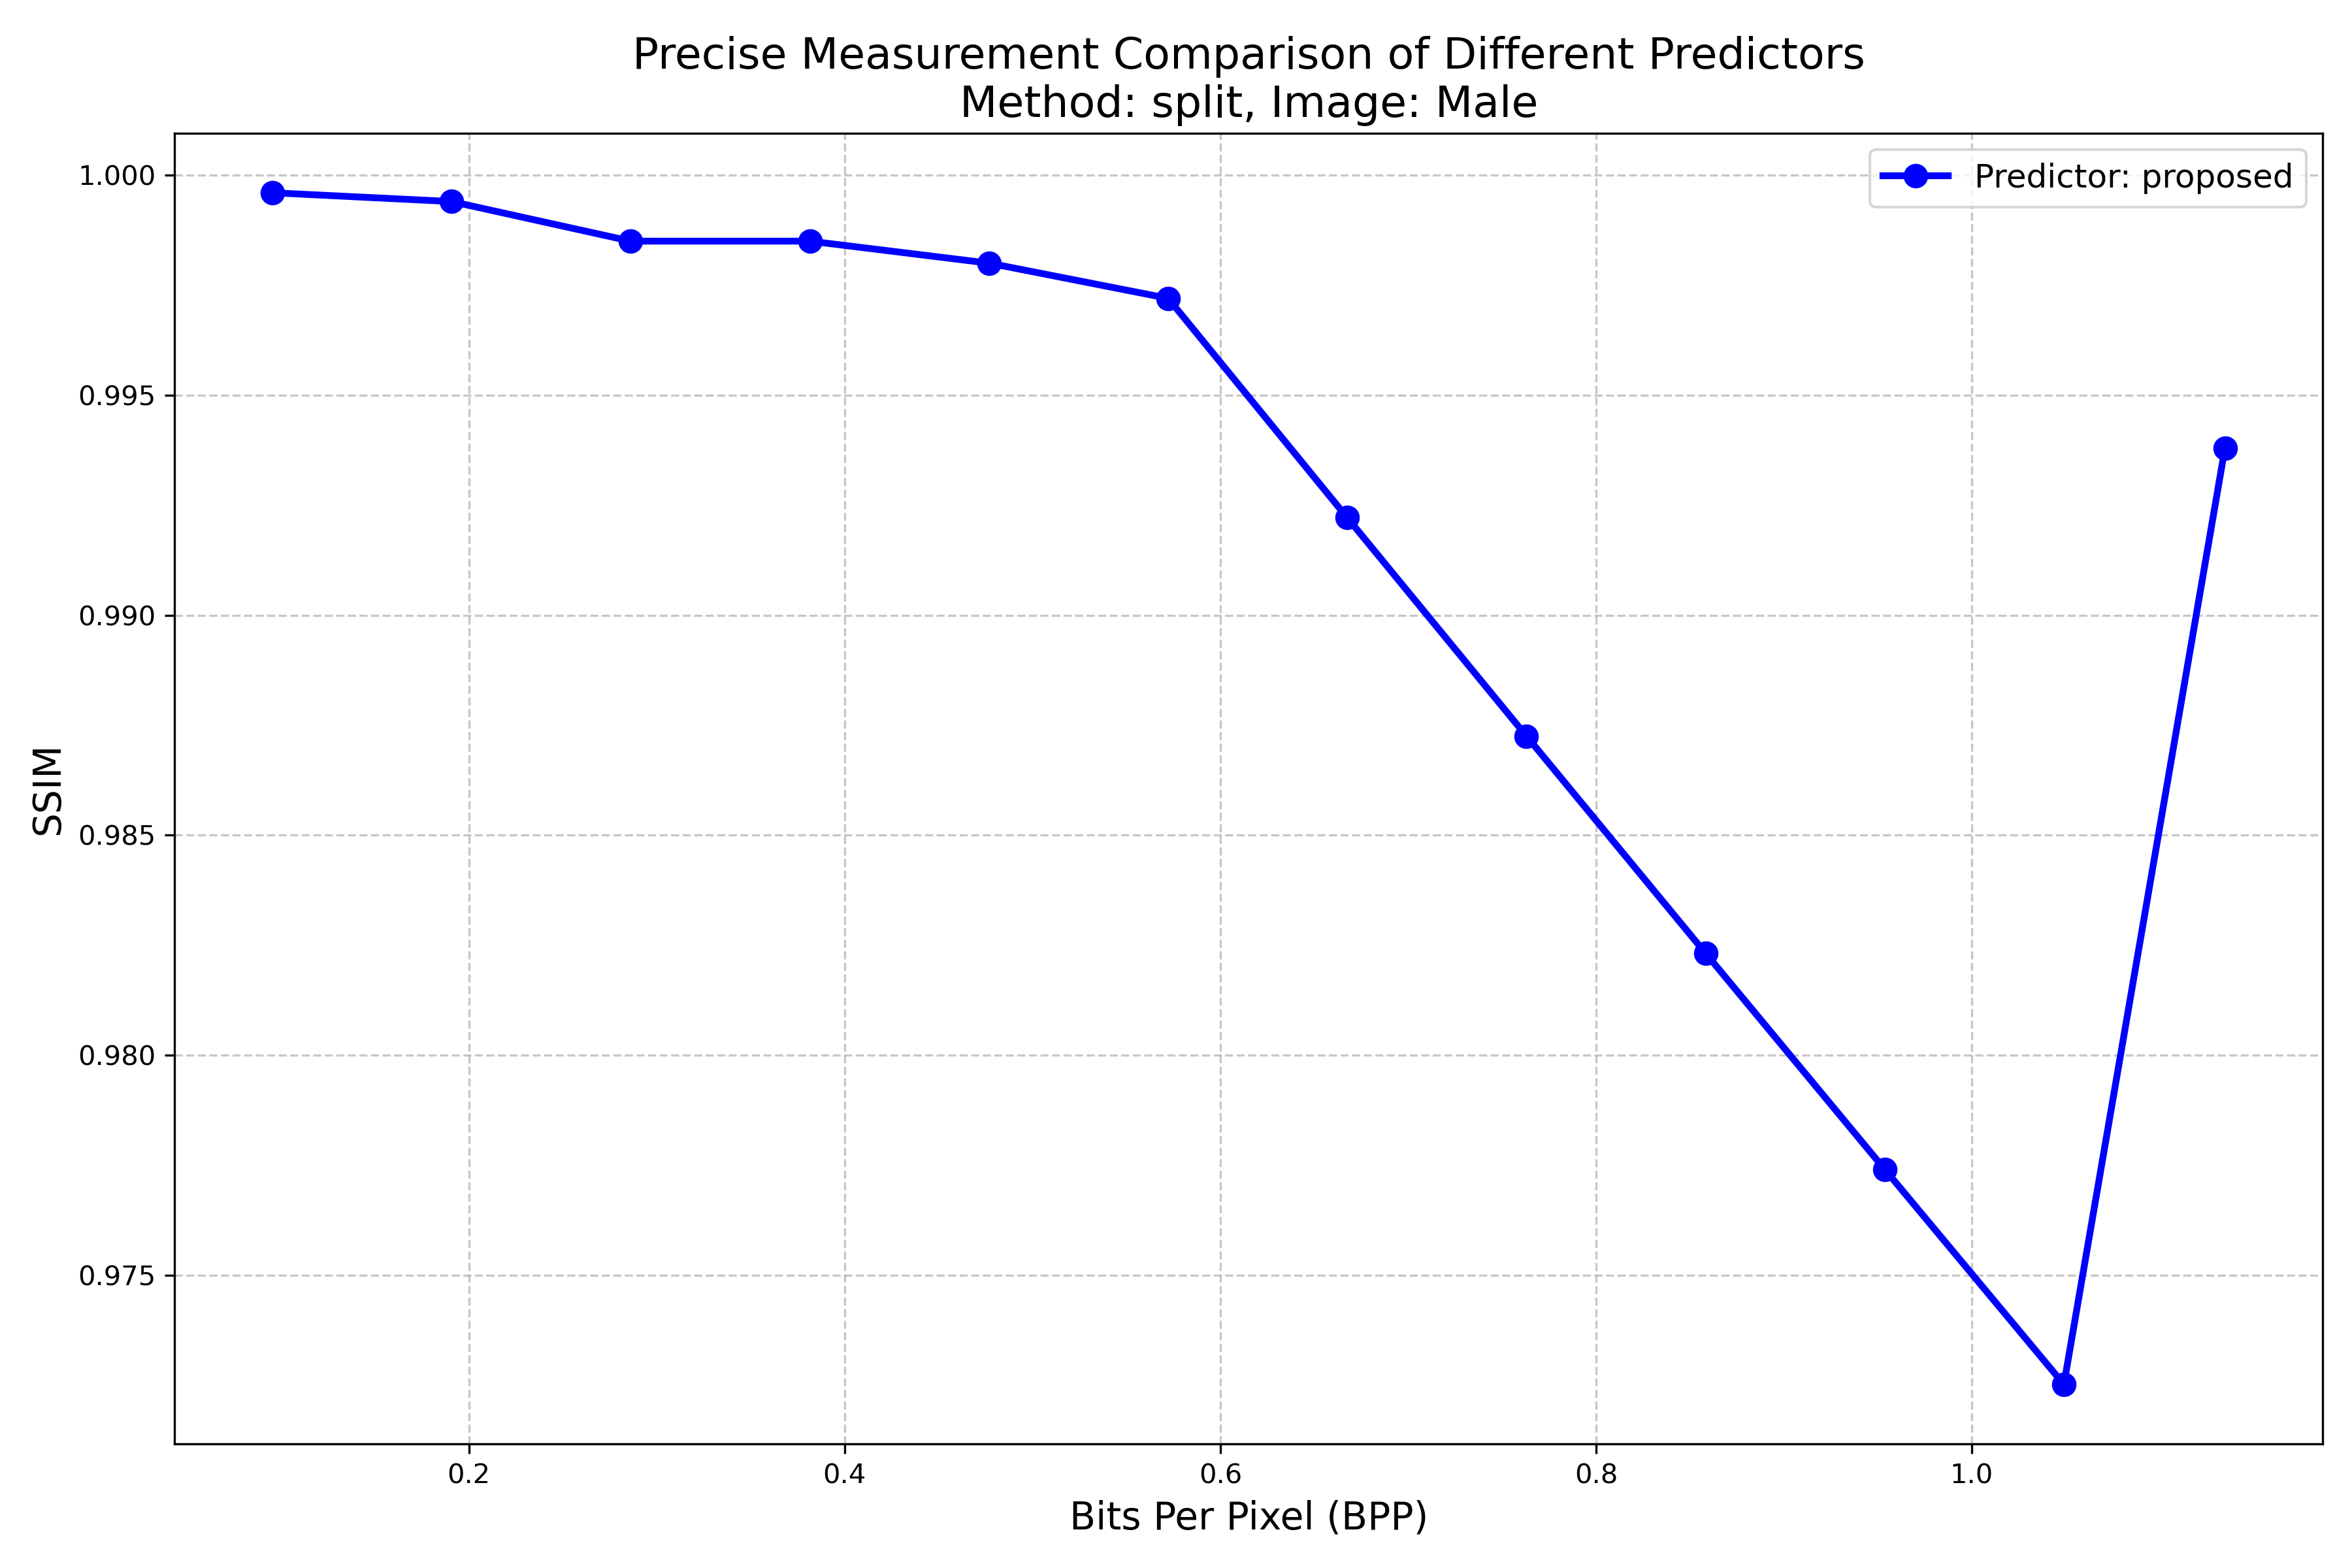 Precise Measurement Comparison of Different Predictors
Method: split, Image: Male
Predictor: proposed
1.000
0.995
0.990
0.985
0.980
0.975
SSIM
0.2
0.4
0.6
0.8
1.0
Bits Per Pixel (BPP)